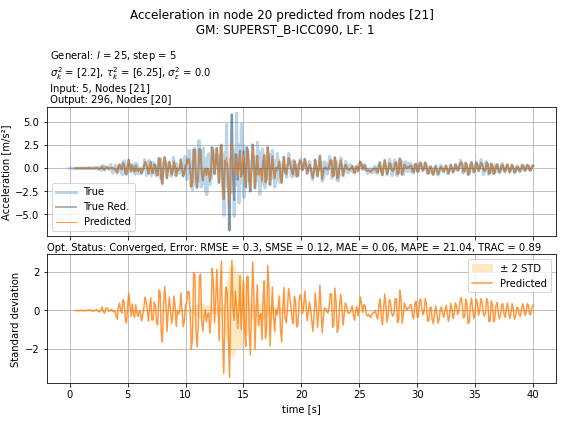 Acceleration in node 20 predicted from nodes [21]
GM: SUPERST_B-ICC090, LF: 1
General: l = 25, step = 5
σ²ₖ = [2.2], τ²ₖ = [6.25], σ²ε = 0.0
Input: 5, Nodes [21]
Output: 296, Nodes [20]
Acceleration [m/s²]
5.0
2.5
0.0
−2.5
−5.0
True
True Red.
Predicted
Opt. Status: Converged, Error: RMSE = 0.3, SMSE = 0.12, MAE = 0.06, MAPE = 21.04, TRAC = 0.89
Standard deviation
2
0
−2
± 2 STD
Predicted
0 5 10 15 20 25 30 35 40
time [s]